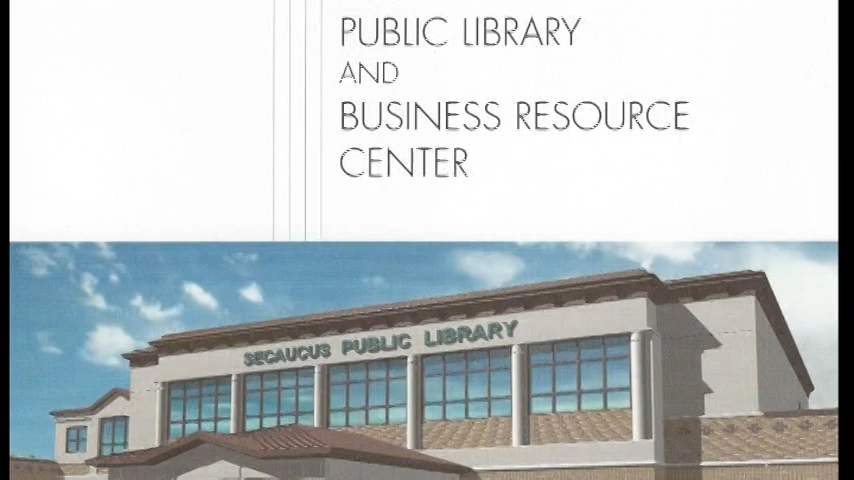 PUBLIC LIBRARY
AND
BUSINESS RESOURCE
CENTER
SECAUCUS PUBLIC LIBRARY